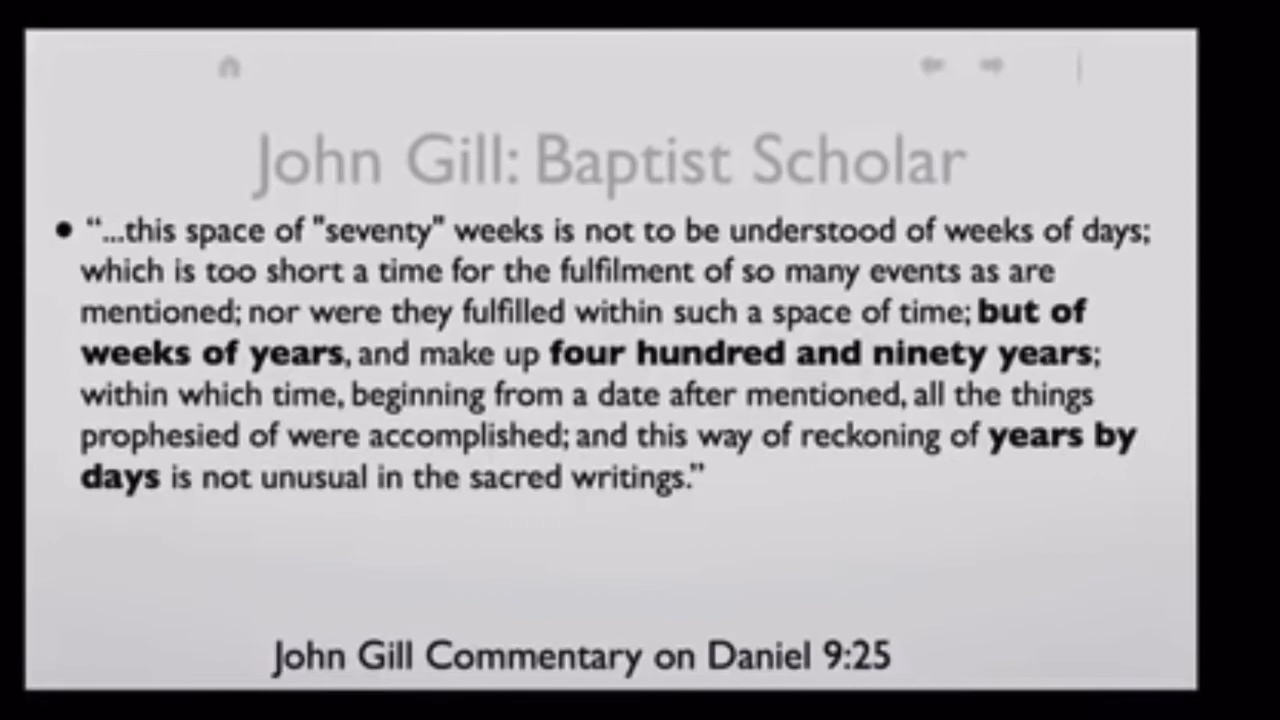 John Gill: Baptist Scholar
• “...this space of "seventy" weeks is not to be understood of weeks of days;
which is too short a time for the fulfilment of so many events as are
mentioned; nor were they fulfilled within such a space of time; but of
weeks of years, and make up four hundred and ninety years;
within which time, beginning from a date after mentioned, all the things
prophesied of were accomplished; and this way of reckoning of years by
days is not unusual in the sacred writings.”
John Gill Commentary on Daniel 9:25